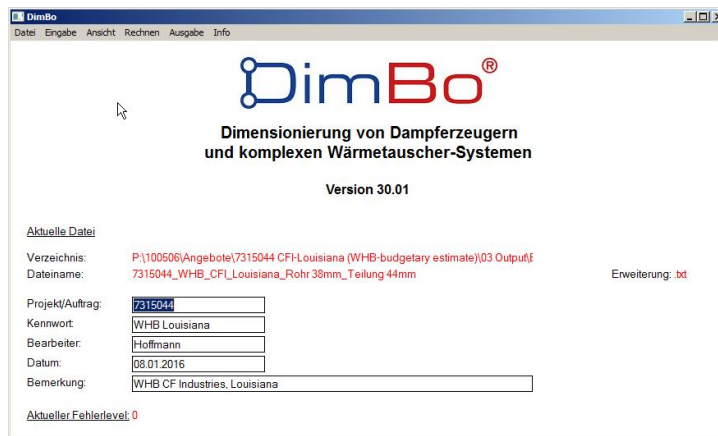 DimBo
Datei Eingabe Ansicht Rechnen Ausgabe Info
DimBo®
Dimensionierung von Dampferzeugern
und komplexen Wärmetauscher-Systemen
Version 30.01
Aktuelle Datei
Verzeichnis: P:\100506\Angebote\7315044 CFI-Louisiana (WHB-budgetary estimate)\03 Output\E
Dateiname: 7315044_WHB_CFI_Louisiana_Rohr 38mm_Teilung 44mm Erweiterung: .txt
Projekt/Auftrag: 7315044
Kennwort: WHB Louisiana
Bearbeiter: Hoffmann
Datum: 08.01.2016
Bemerkung: WHB CF Industries, Louisiana
Aktueller Fehlerlevel: 0